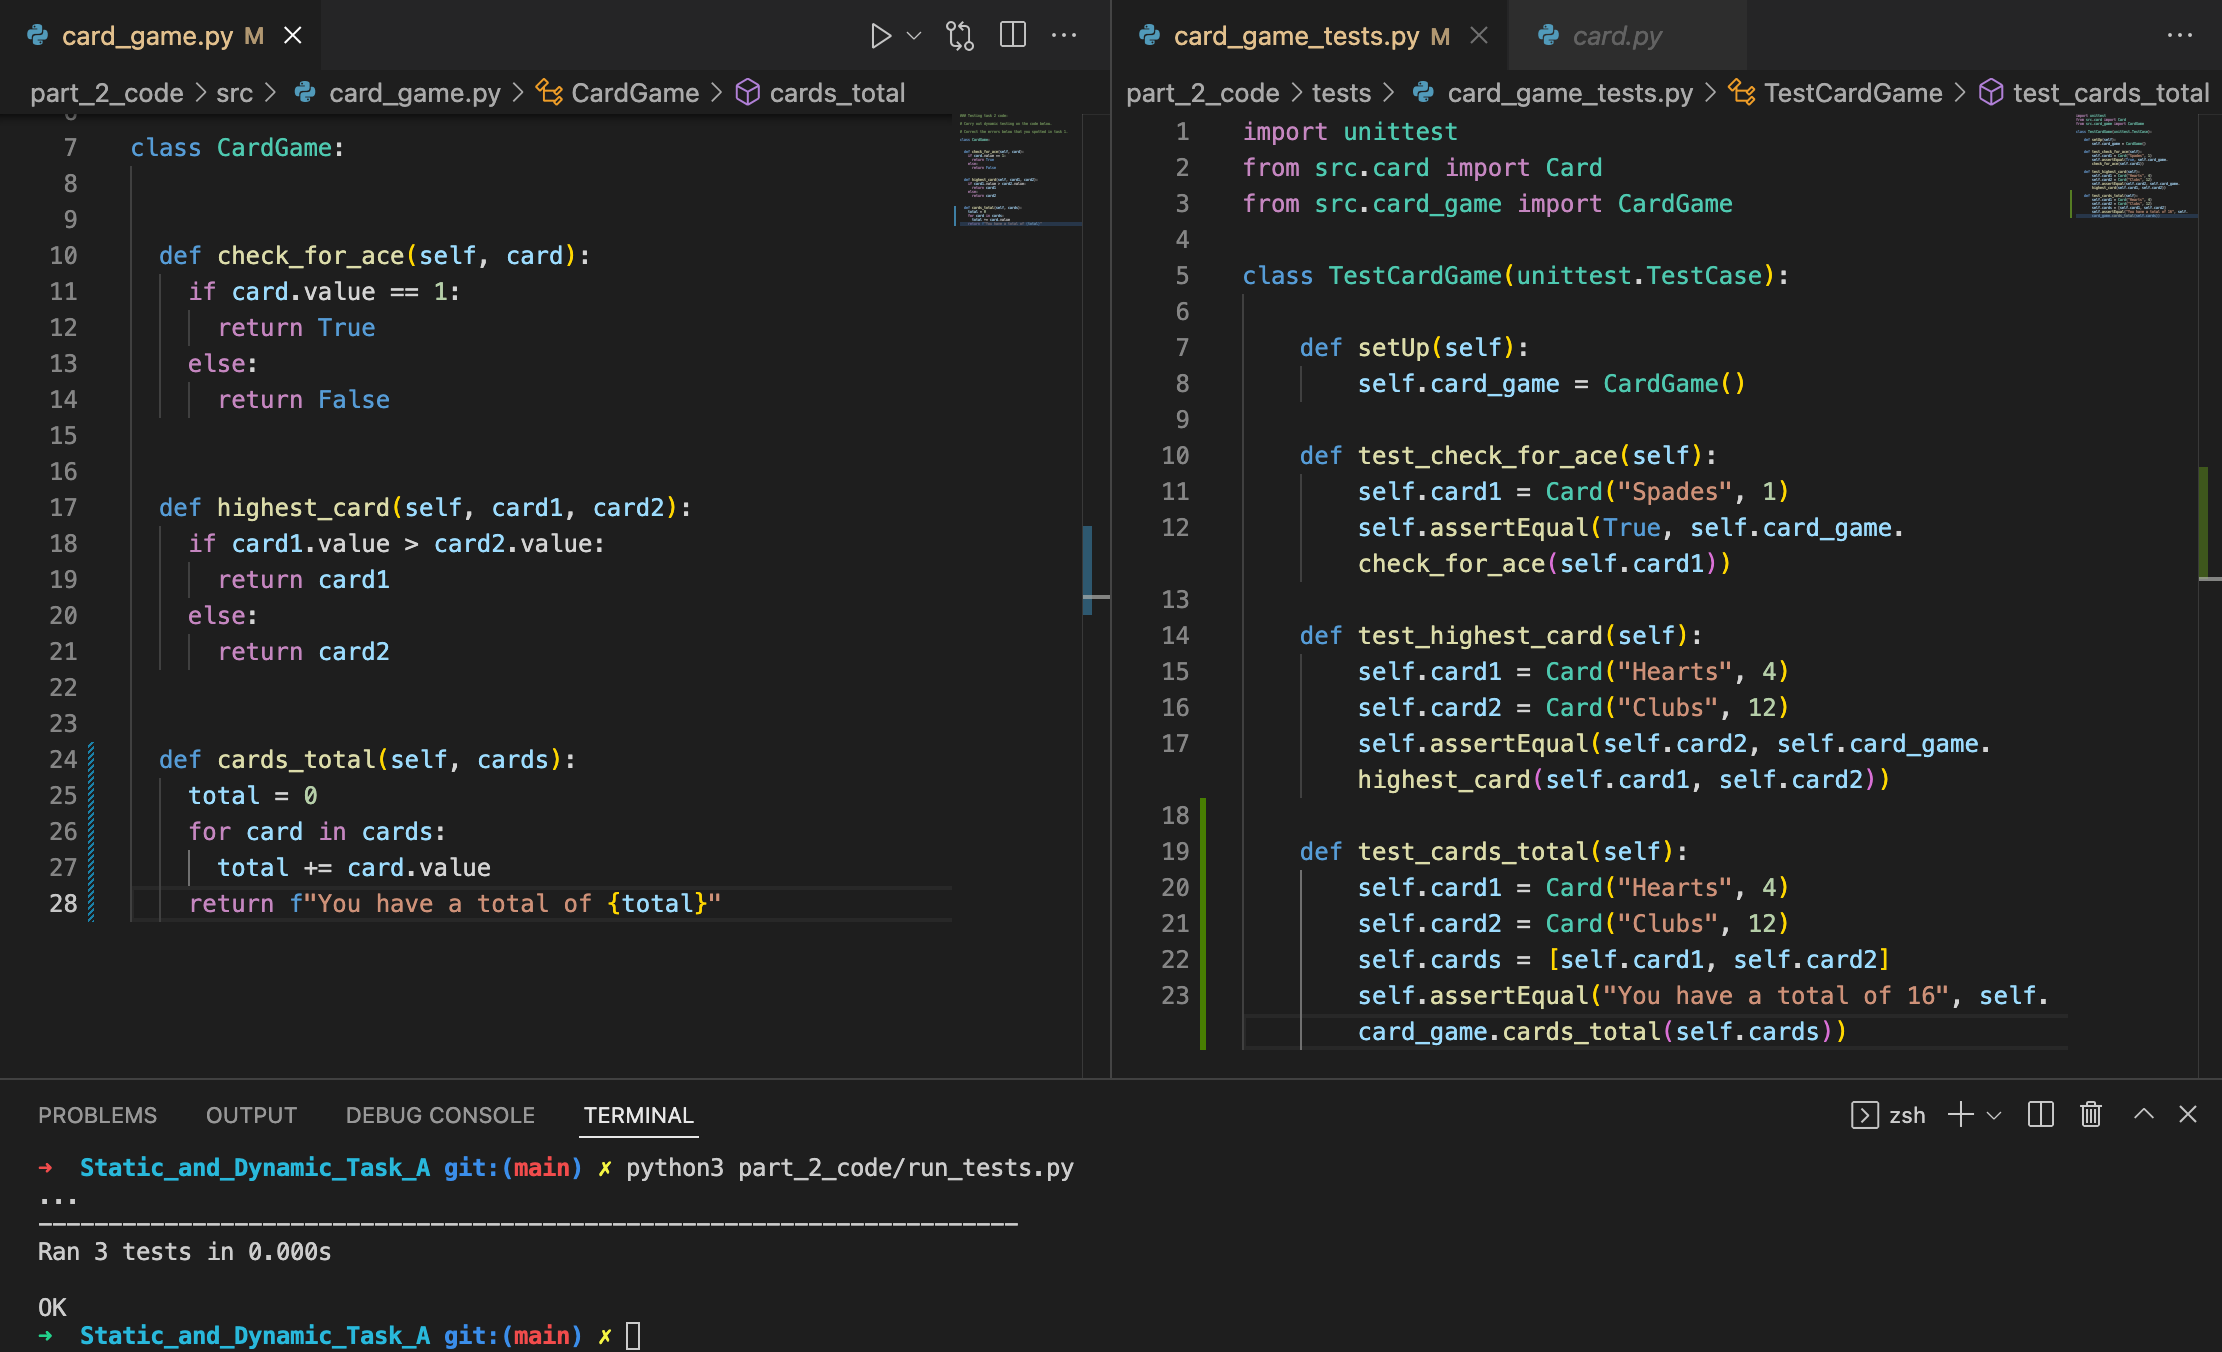 card_game.py M
part_2_code > src > card_game.py > CardGame > cards_total
7 class CardGame:
8
9
10 def check_for_ace(self, card):
11 if card.value == 1:
12 return True
13 else:
14 return False
15
16
17 def highest_card(self, card1, card2):
18 if card1.value > card2.value:
19 return card1
20 else:
21 return card2
22
23
24 def cards_total(self, cards):
25 total = 0
26 for card in cards:
27 total += card.value
28 return f"You have a total of {total}"
card_game_tests.py M card.py
part_2_code > tests > card_game_tests.py > TestCardGame > test_cards_total
1 import unittest
2 from src.card import Card
3 from src.card_game import CardGame
4
5 class TestCardGame(unittest.TestCase):
6
7 def setUp(self):
8 self.card_game = CardGame()
9
10 def test_check_for_ace(self):
11 self.card1 = Card("Spades", 1)
12 self.assertEqual(True, self.card_game.
check_for_ace(self.card1))
13
14 def test_highest_card(self):
15 self.card1 = Card("Hearts", 4)
16 self.card2 = Card("Clubs", 12)
17 self.assertEqual(self.card2, self.card_game.
highest_card(self.card1, self.card2))
18
19 def test_cards_total(self):
20 self.card1 = Card("Hearts", 4)
21 self.card2 = Card("Clubs", 12)
22 self.cards = [self.card1, self.card2]
23 self.assertEqual("You have a total of 16", self.
card_game.cards_total(self.cards))
PROBLEMS OUTPUT DEBUG CONSOLE TERMINAL zsh
➜ Static_and_Dynamic_Task_A git:(main) ✗ python3 part_2_code/run_tests.py
...
----------------------------------------------------------------------
Ran 3 tests in 0.000s
OK
➜ Static_and_Dynamic_Task_A git:(main) ✗